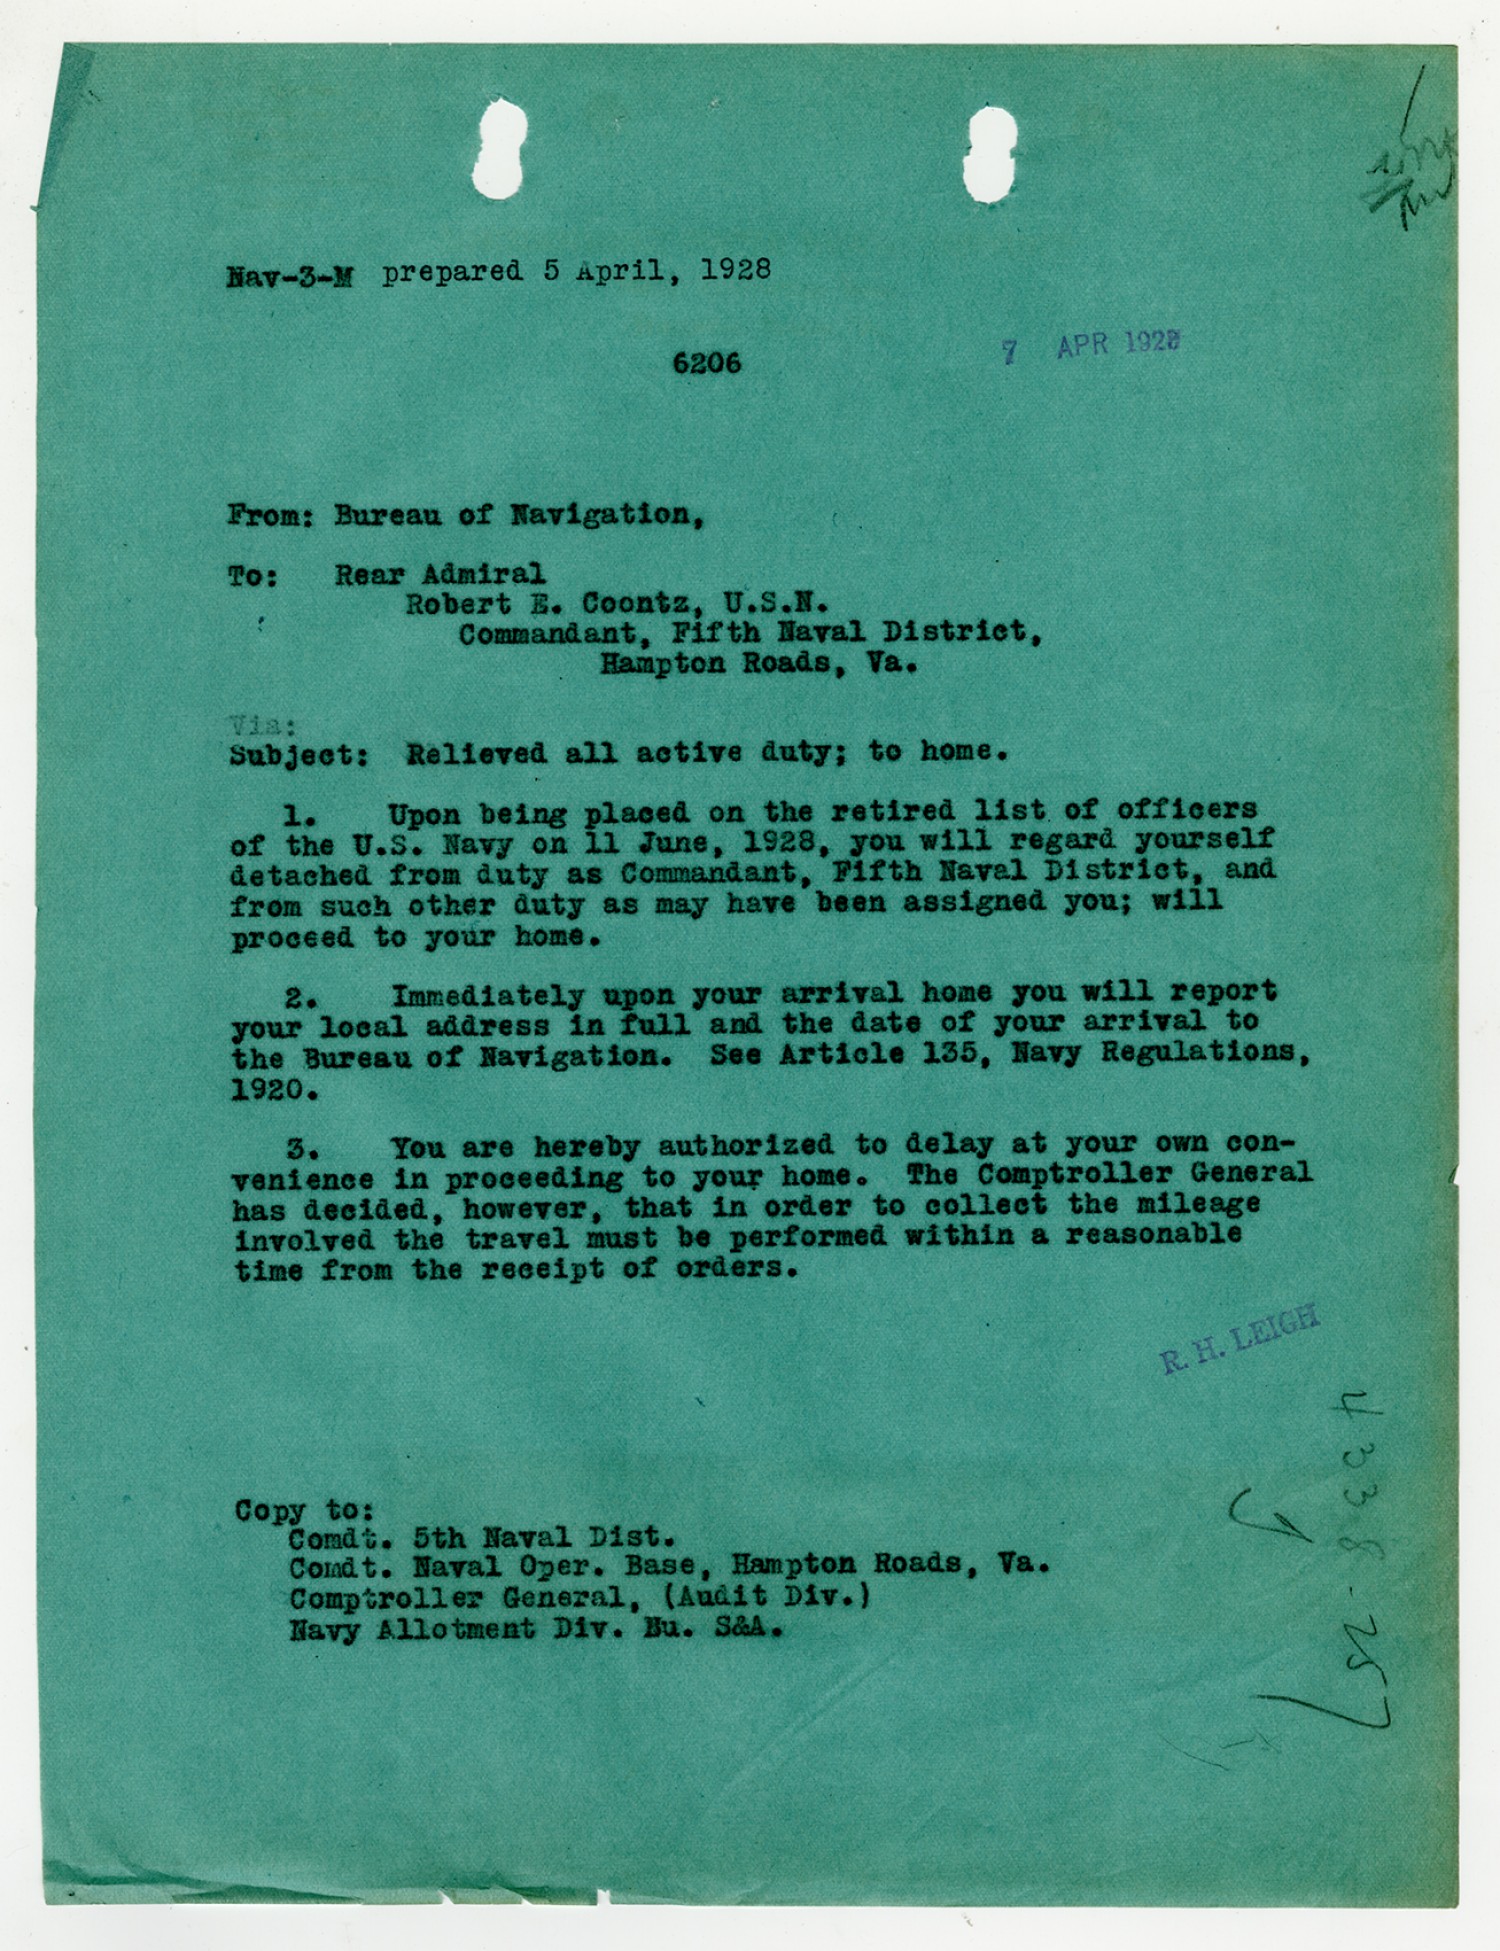 Nav-3-M prepared 5 April, 1928
7 APR 1928
6206
From: Bureau of Navigation,
To: Rear Admiral
Robert E. Coontz, U.S.N.
Commandant, Fifth Naval District,
Hampton Roads, Va.
Via:
Subject: Relieved all active duty; to home.
1. Upon being placed on the retired list of officers
of the U.S. Navy on 11 June, 1928, you will regard yourself
detached from duty as Commandant, Fifth Naval District, and
from such other duty as may have been assigned you; will
proceed to your home.
2. Immediately upon your arrival home you will report
your local address in full and the date of your arrival to
the Bureau of Navigation. See Article 135, Navy Regulations,
1920.
3. You are hereby authorized to delay at your own con-
venience in proceeding to your home. The Comptroller General
has decided, however, that in order to collect the mileage
involved the travel must be performed within a reasonable
time from the receipt of orders.
R. H. LEIGH
4338-257
Copy to:
Comdt. 5th Naval Dist.
Comdt. Naval Oper. Base, Hampton Roads, Va.
Comptroller General, (Audit Div.)
Navy Allotment Div. Bu. S&A.